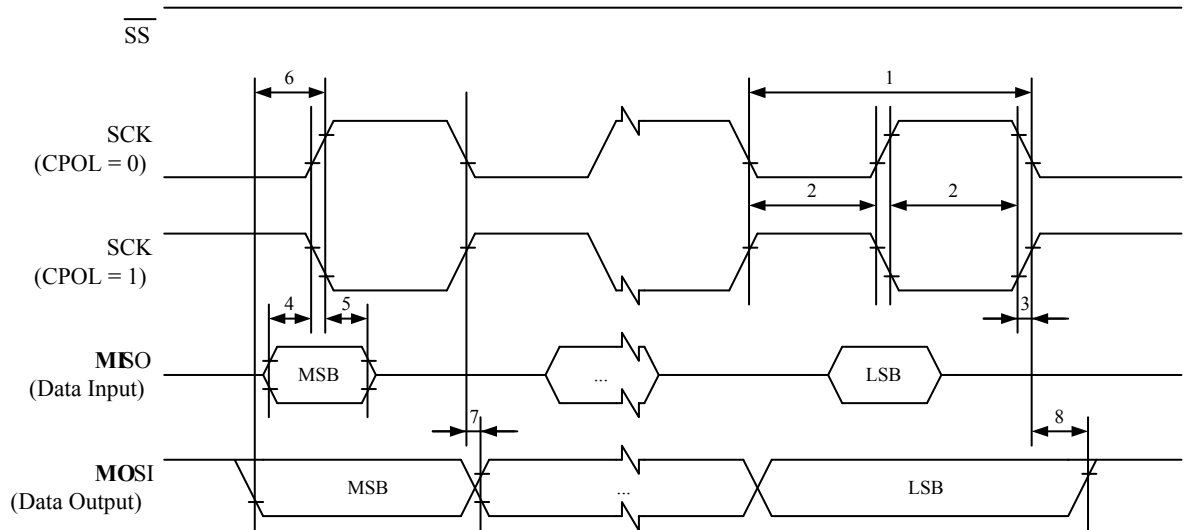 SS
6
1
SCK
(CPOL = 0)
2
2
SCK
(CPOL = 1)
4
5
3
MISO
(Data Input)
MSB
...
LSB
7
8
MOSI
(Data Output)
MSB
...
LSB